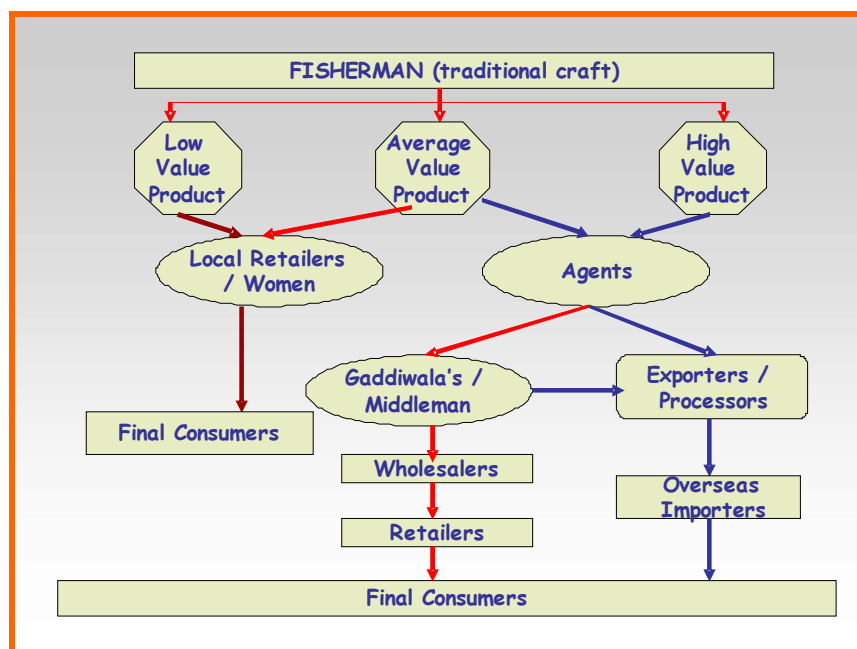 FISHERMAN (traditional craft)
Low
Value
Product
Average
Value
Product
High
Value
Product
Local Retailers
/ Women
Agents
Gaddiwala's /
Middleman
Exporters /
Processors
Final Consumers
Wholesalers
Overseas
Importers
Retailers
Final Consumers